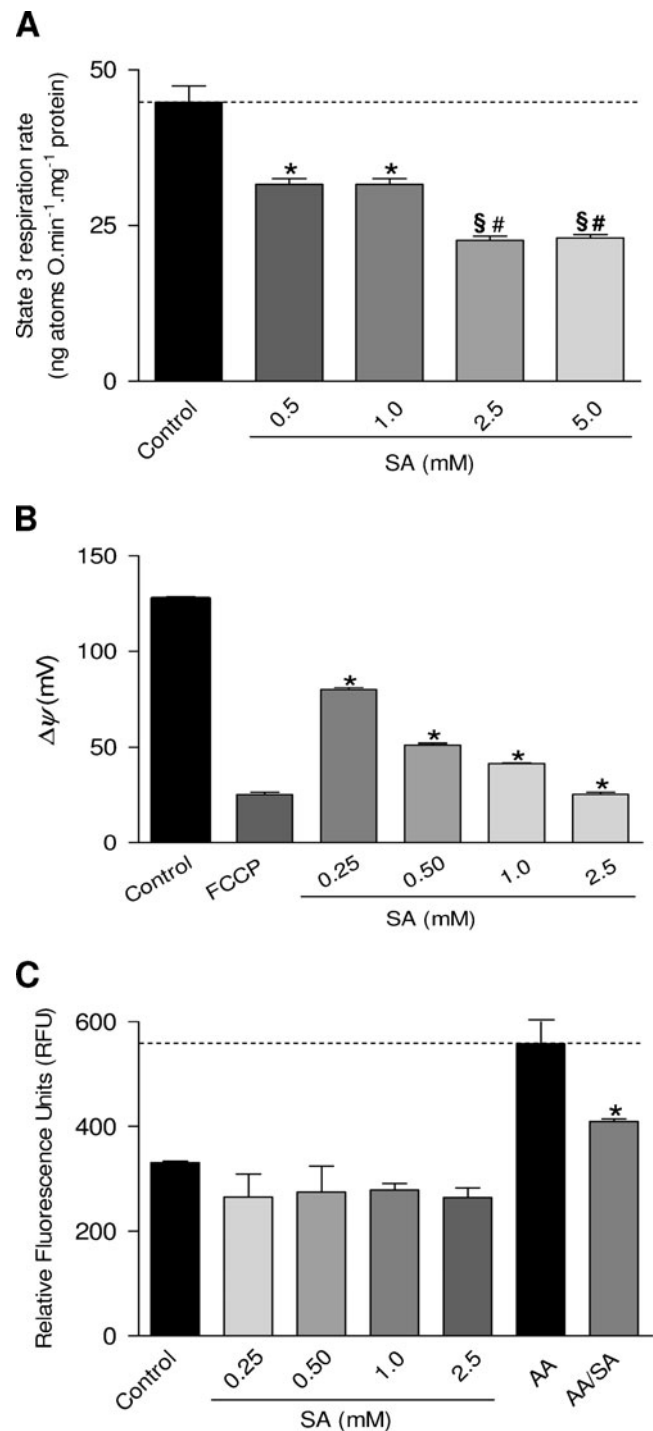 A
State 3 respiration rate
(ng atoms O.min⁻¹.mg⁻¹ protein)
50
25
0
* * §# §#
Control 0.5 1.0 2.5 5.0
SA (mM)
B
Δψ (mV)
150
100
50
0
* * * *
Control FCCP 0.25 0.50 1.0 2.5
SA (mM)
C
Relative Fluorescence Units (RFU)
600
400
200
0
*
Control 0.25 0.50 1.0 2.5 AA AA/SA
SA (mM)